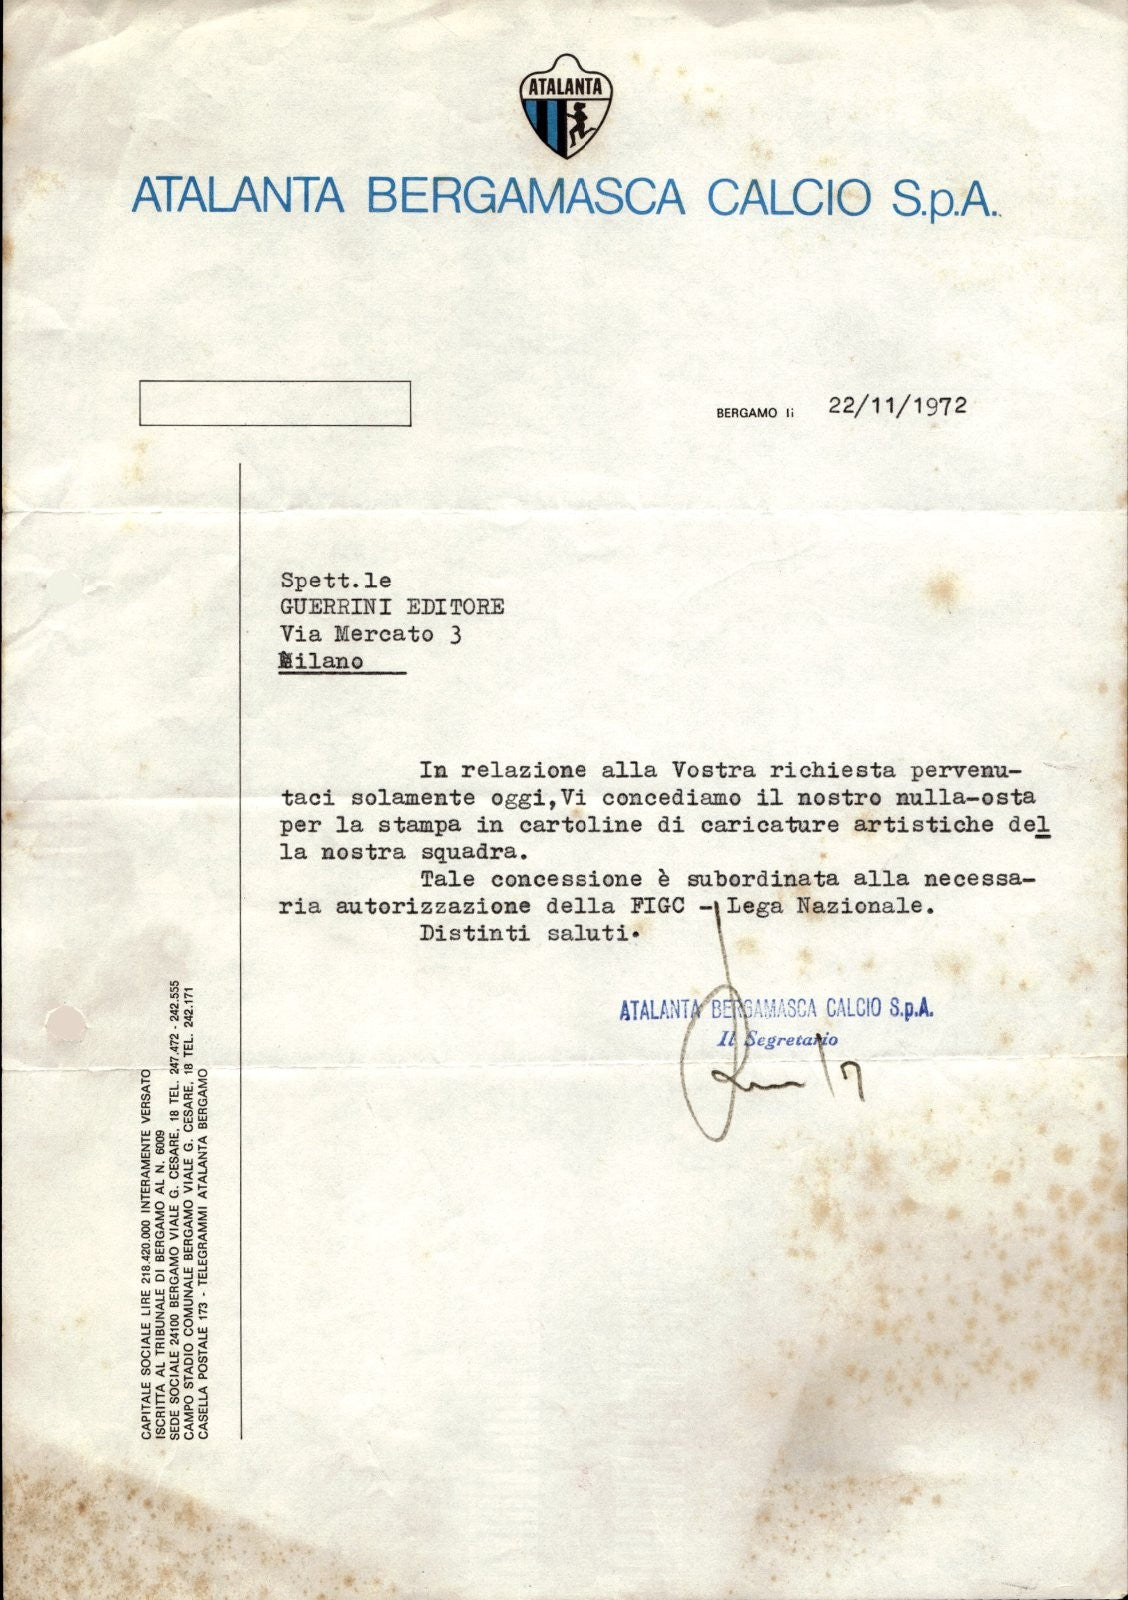 ATALANTA
ATALANTA BERGAMASCA CALCIO S.p.A.
BERGAMO li 22/11/1972
Spett.le
GUERRINI EDITORE
Via Mercato 3
Milano
In relazione alla Vostra richiesta pervenu-
taci solamente oggi,Vi concediamo il nostro nulla-osta
per la stampa in cartoline di caricature artistiche del
la nostra squadra.
Tale concessione è subordinata alla necessa-
ria autorizzazione della FIGC - Lega Nazionale.
Distinti saluti.
ATALANTA BERGAMASCA CALCIO S.p.A.
Il Segretario
CAPITALE SOCIALE LIRE 218.420.000 INTERAMENTE VERSATO
ISCRITTA AL TRIBUNALE DI BERGAMO AL N. 6009
SEDE SOCIALE 24100 BERGAMO VIALE G. CESARE, 18 TEL. 247.472 - 242.555
CAMPO STADIO COMUNALE BERGAMO VIALE G. CESARE, 18 TEL. 242.171
CASELLA POSTALE 173 - TELEGRAMMI ATALANTA BERGAMO